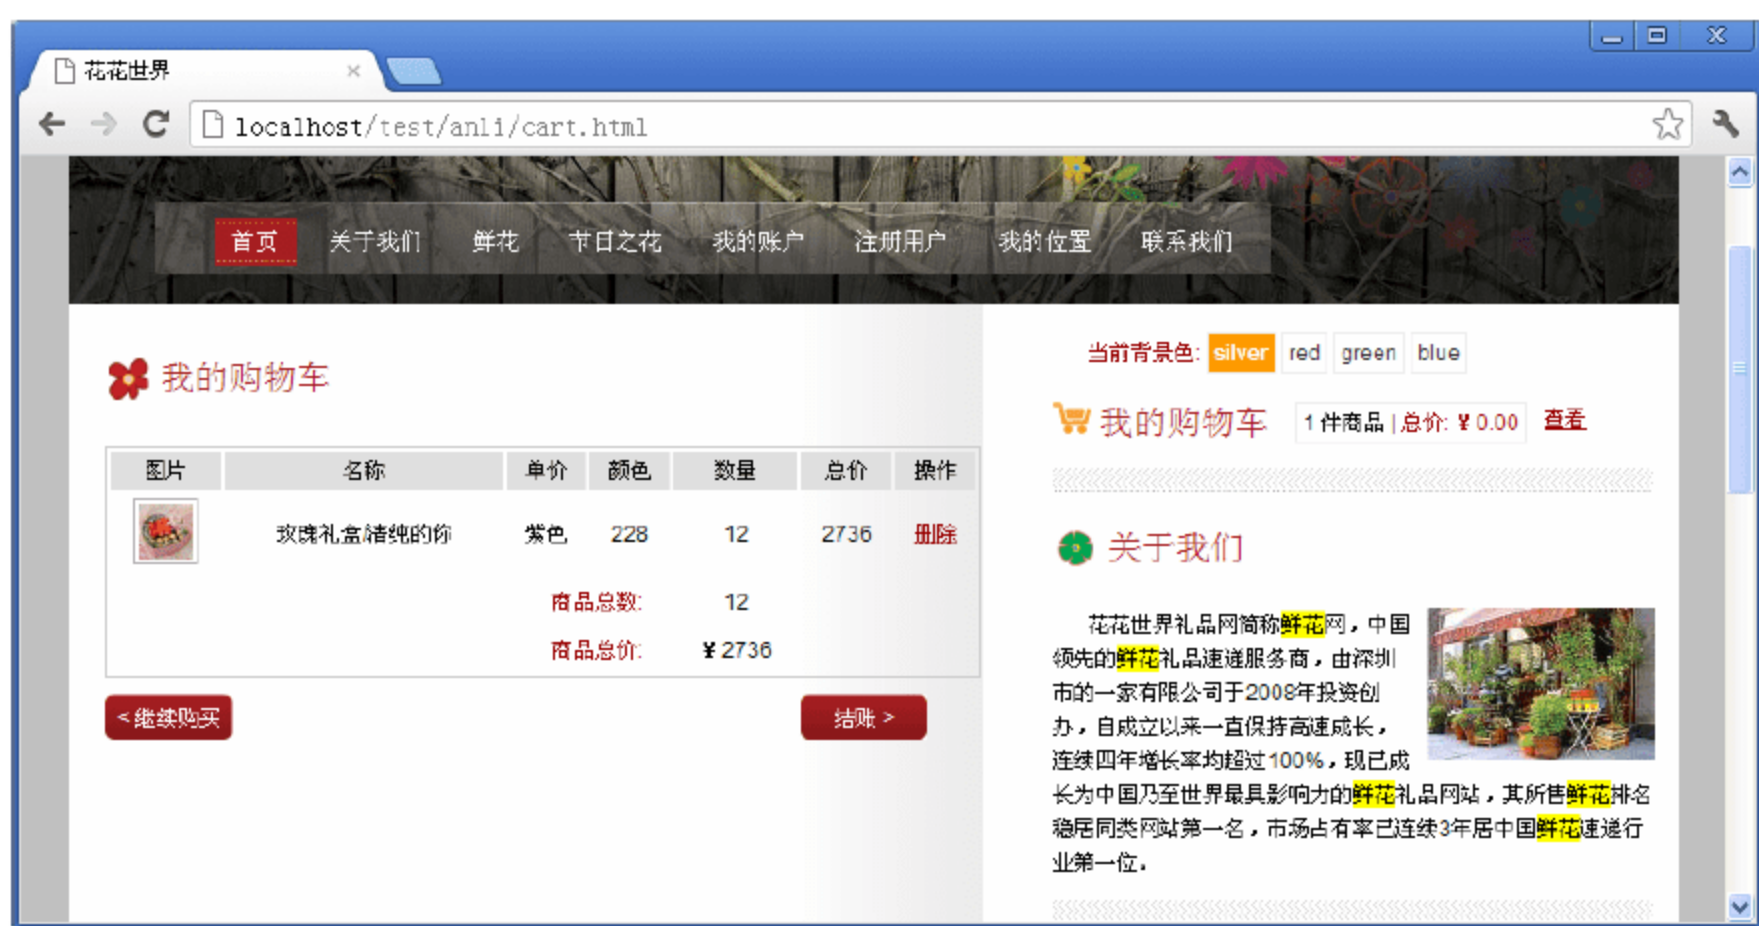 花花世界
localhost/test/anli/cart.html
首页 关于我们 鲜花 节日之花 我的账户 注册用户 我的位置 联系我们
我的购物车
图片 名称 单价 颜色 数量 总价 操作
玫瑰礼盒/清纯的你 紫色 228 12 2736 删除
商品总数: 12
商品总价: ¥ 2736
< 继续购买
结账 >
当前背景色: silver red green blue
我的购物车 1 件商品 | 总价: ¥ 0.00 查看
关于我们
花花世界礼品网简称鲜花网，中国
领先的鲜花礼品速递服务商，由深圳
市的一家有限公司于2008年投资创
办，自成立以来一直保持高速成长，
连续四年增长率均超过100%，现已成
长为中国乃至世界最具影响力的鲜花礼品网站，其所售鲜花排名
稳居同类网站第一名，市场占有率已连续3年居中国鲜花速递行
业第一位。